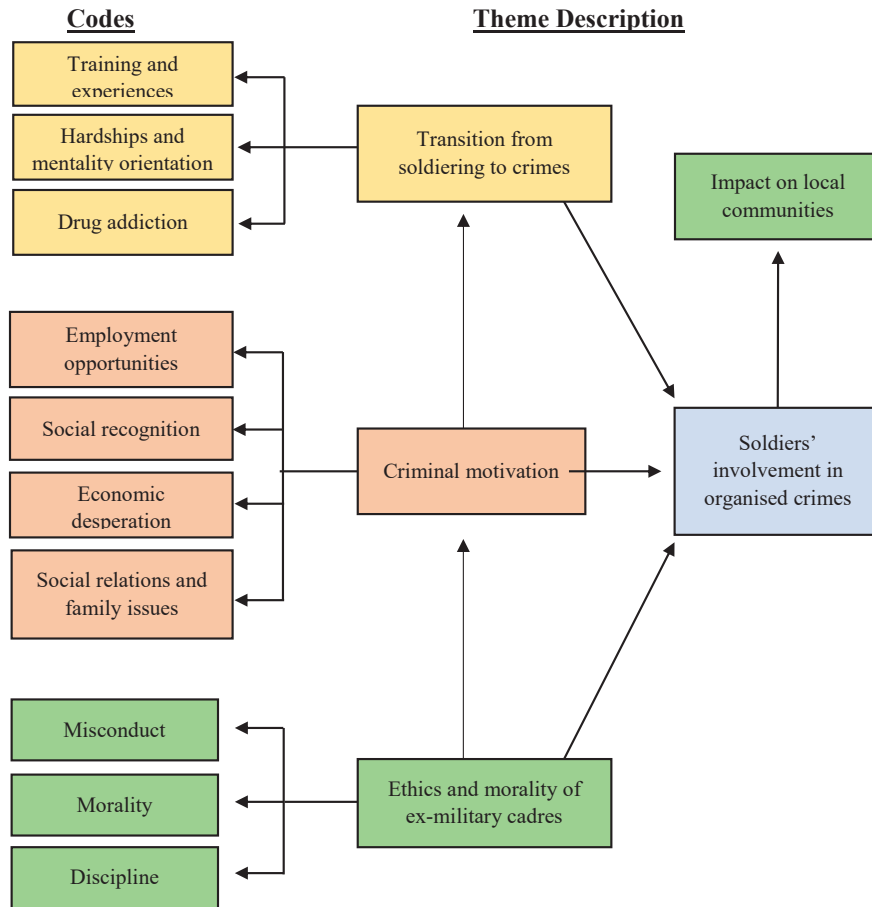 Codes
Theme Description
Training and
experiences
Hardships and
mentality orientation
Drug addiction
Transition from
soldiering to crimes
Impact on local
communities
Employment
opportunities
Social recognition
Economic
desperation
Social relations and
family issues
Criminal motivation
Soldiers’
involvement in
organised crimes
Misconduct
Morality
Discipline
Ethics and morality of
ex-military cadres